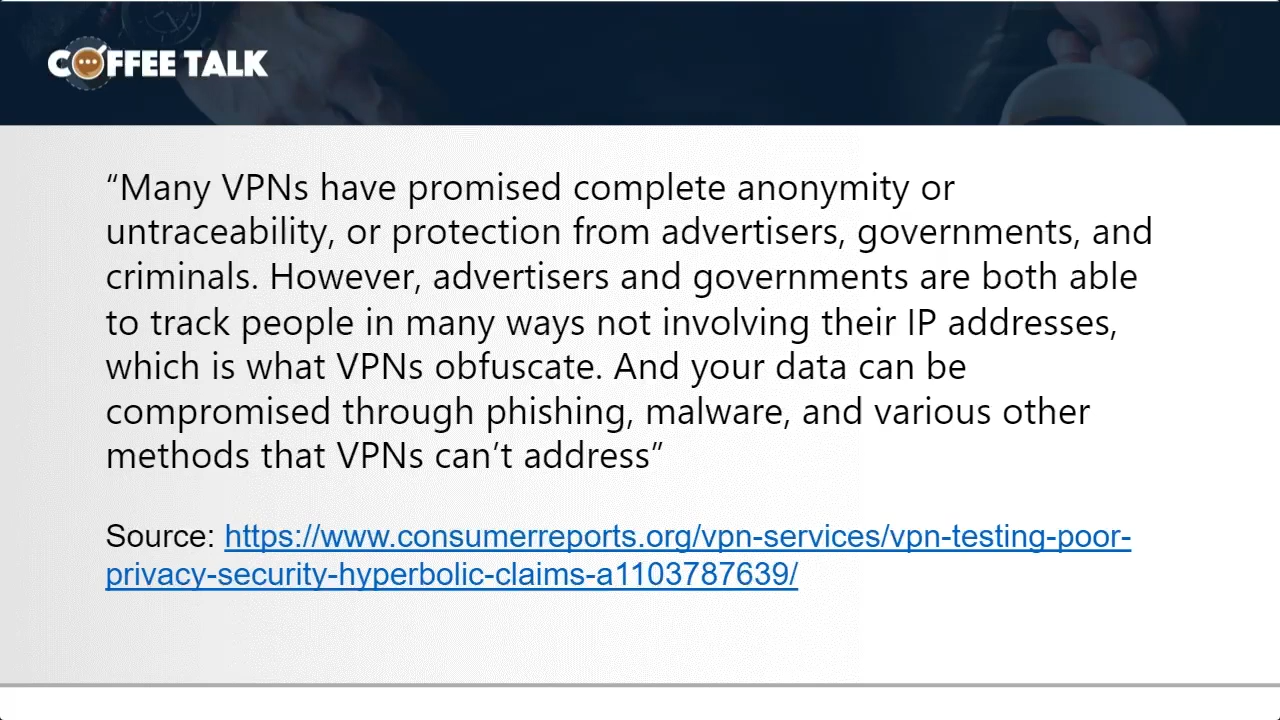 COFFEE TALK
“Many VPNs have promised complete anonymity or
untraceability, or protection from advertisers, governments, and
criminals. However, advertisers and governments are both able
to track people in many ways not involving their IP addresses,
which is what VPNs obfuscate. And your data can be
compromised through phishing, malware, and various other
methods that VPNs can’t address”
Source: https://www.consumerreports.org/vpn-services/vpn-testing-poor-
privacy-security-hyperbolic-claims-a1103787639/